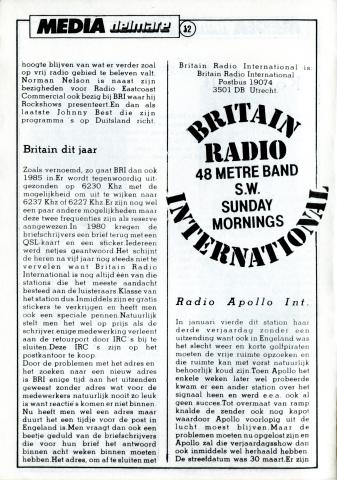 MEDIA delmare 32
hoogte blijven van wat er verder zoal
op vrij radio gebied te beleven valt.
Norman Nelson is naast zijn
bezigheden voor Radio Eastcoast
Commercial ook bezig bij BRI waar hij
Rockshows presenteert. En dan als
laatste Johnny Best die zijn
programma s op Duitsland richt.
Britain dit jaar
Zoals vernoemd, zo gaat BRI dan ook
1985 in. Er wordt tegenwoordig uit-
gezonden op 6230 Khz met de
mogelijkheid om uit te wijken naar
6237 Khz of 6227 Khz. Er zijn nog wel
een paar andere mogelijkheden maar
deze twee frequenties zijn als reserve
aangewezen. In 1980 kregen de
briefschrijvers een brief terug met een
QSL-kaart en een sticker. Iedereen
werd netjes geantwoord. Het schijnt
de heren na vijf jaar nog steeds niet te
vervelen want Britain Radio
International is nog altijd één van die
stations die het meeste aandacht
besteed aan de luisteraars. Klasse van
het station dus. Inmiddels zijn er gratis
stickers te verkrijgen en heeft men
ook een speciale pennen. Natuurlijk
stelt men het wel op prijs als de
schrijver enige medewerking verleent
aan de retourport door IRC s bij te
sluiten. Deze IRC s zijn op het
postkantoor te koop.
Door de problemen met het adres en
het zoeken naar een nieuw adres
is BRI enige tijd aan het uitzenden
geweest zonder adres wat voor de
medewerkers natuurlijk nooit zo leuk
is want reactie s komen er niet binnen.
Nu heeft men wel een adres maar
duurt het een tijdje voor de post in
Engeland is. Men vraagt dan ook een
beetje geduld van de briefschrijvers
die voor hun brief het antwoord
binnen acht weken binnen moeten
hebben. Het adres, om af te sluiten met
Britain Radio International is:
Britain Radio International
Postbus 19074
3501 DB Utrecht.
BRITAIN
RADIO
48 METRE BAND
S.W.
SUNDAY
MORNINGS
INTERNATIONAL
Radio Apollo Int.
In januari vierde dit station haar
derde verjaardag zonder een
uitzending want ook in Engeland was
het slecht weer en korte golfpiraten
moeten de vrije ruimte opzoeken en
die ruimte kan met vorst natuurlijk
behoorlijk koud zijn. Toen Apollo het
enkele weken later wel probeerde
kwam er een ander station over het
signaal heen en werd e.e.a. ook al
geen succes. Tot overmaat van ramp
knalde de zender ook nog kapot
waardoor Apollo voorlopig uit de
lucht moest blijven. Maar de
problemen moeten nu opgelost zijn en
Apollo zal die verjaardagsshow dan
ook inmiddels wel herhaald hebben.
De streefdatum was 30 maart. Er zijn